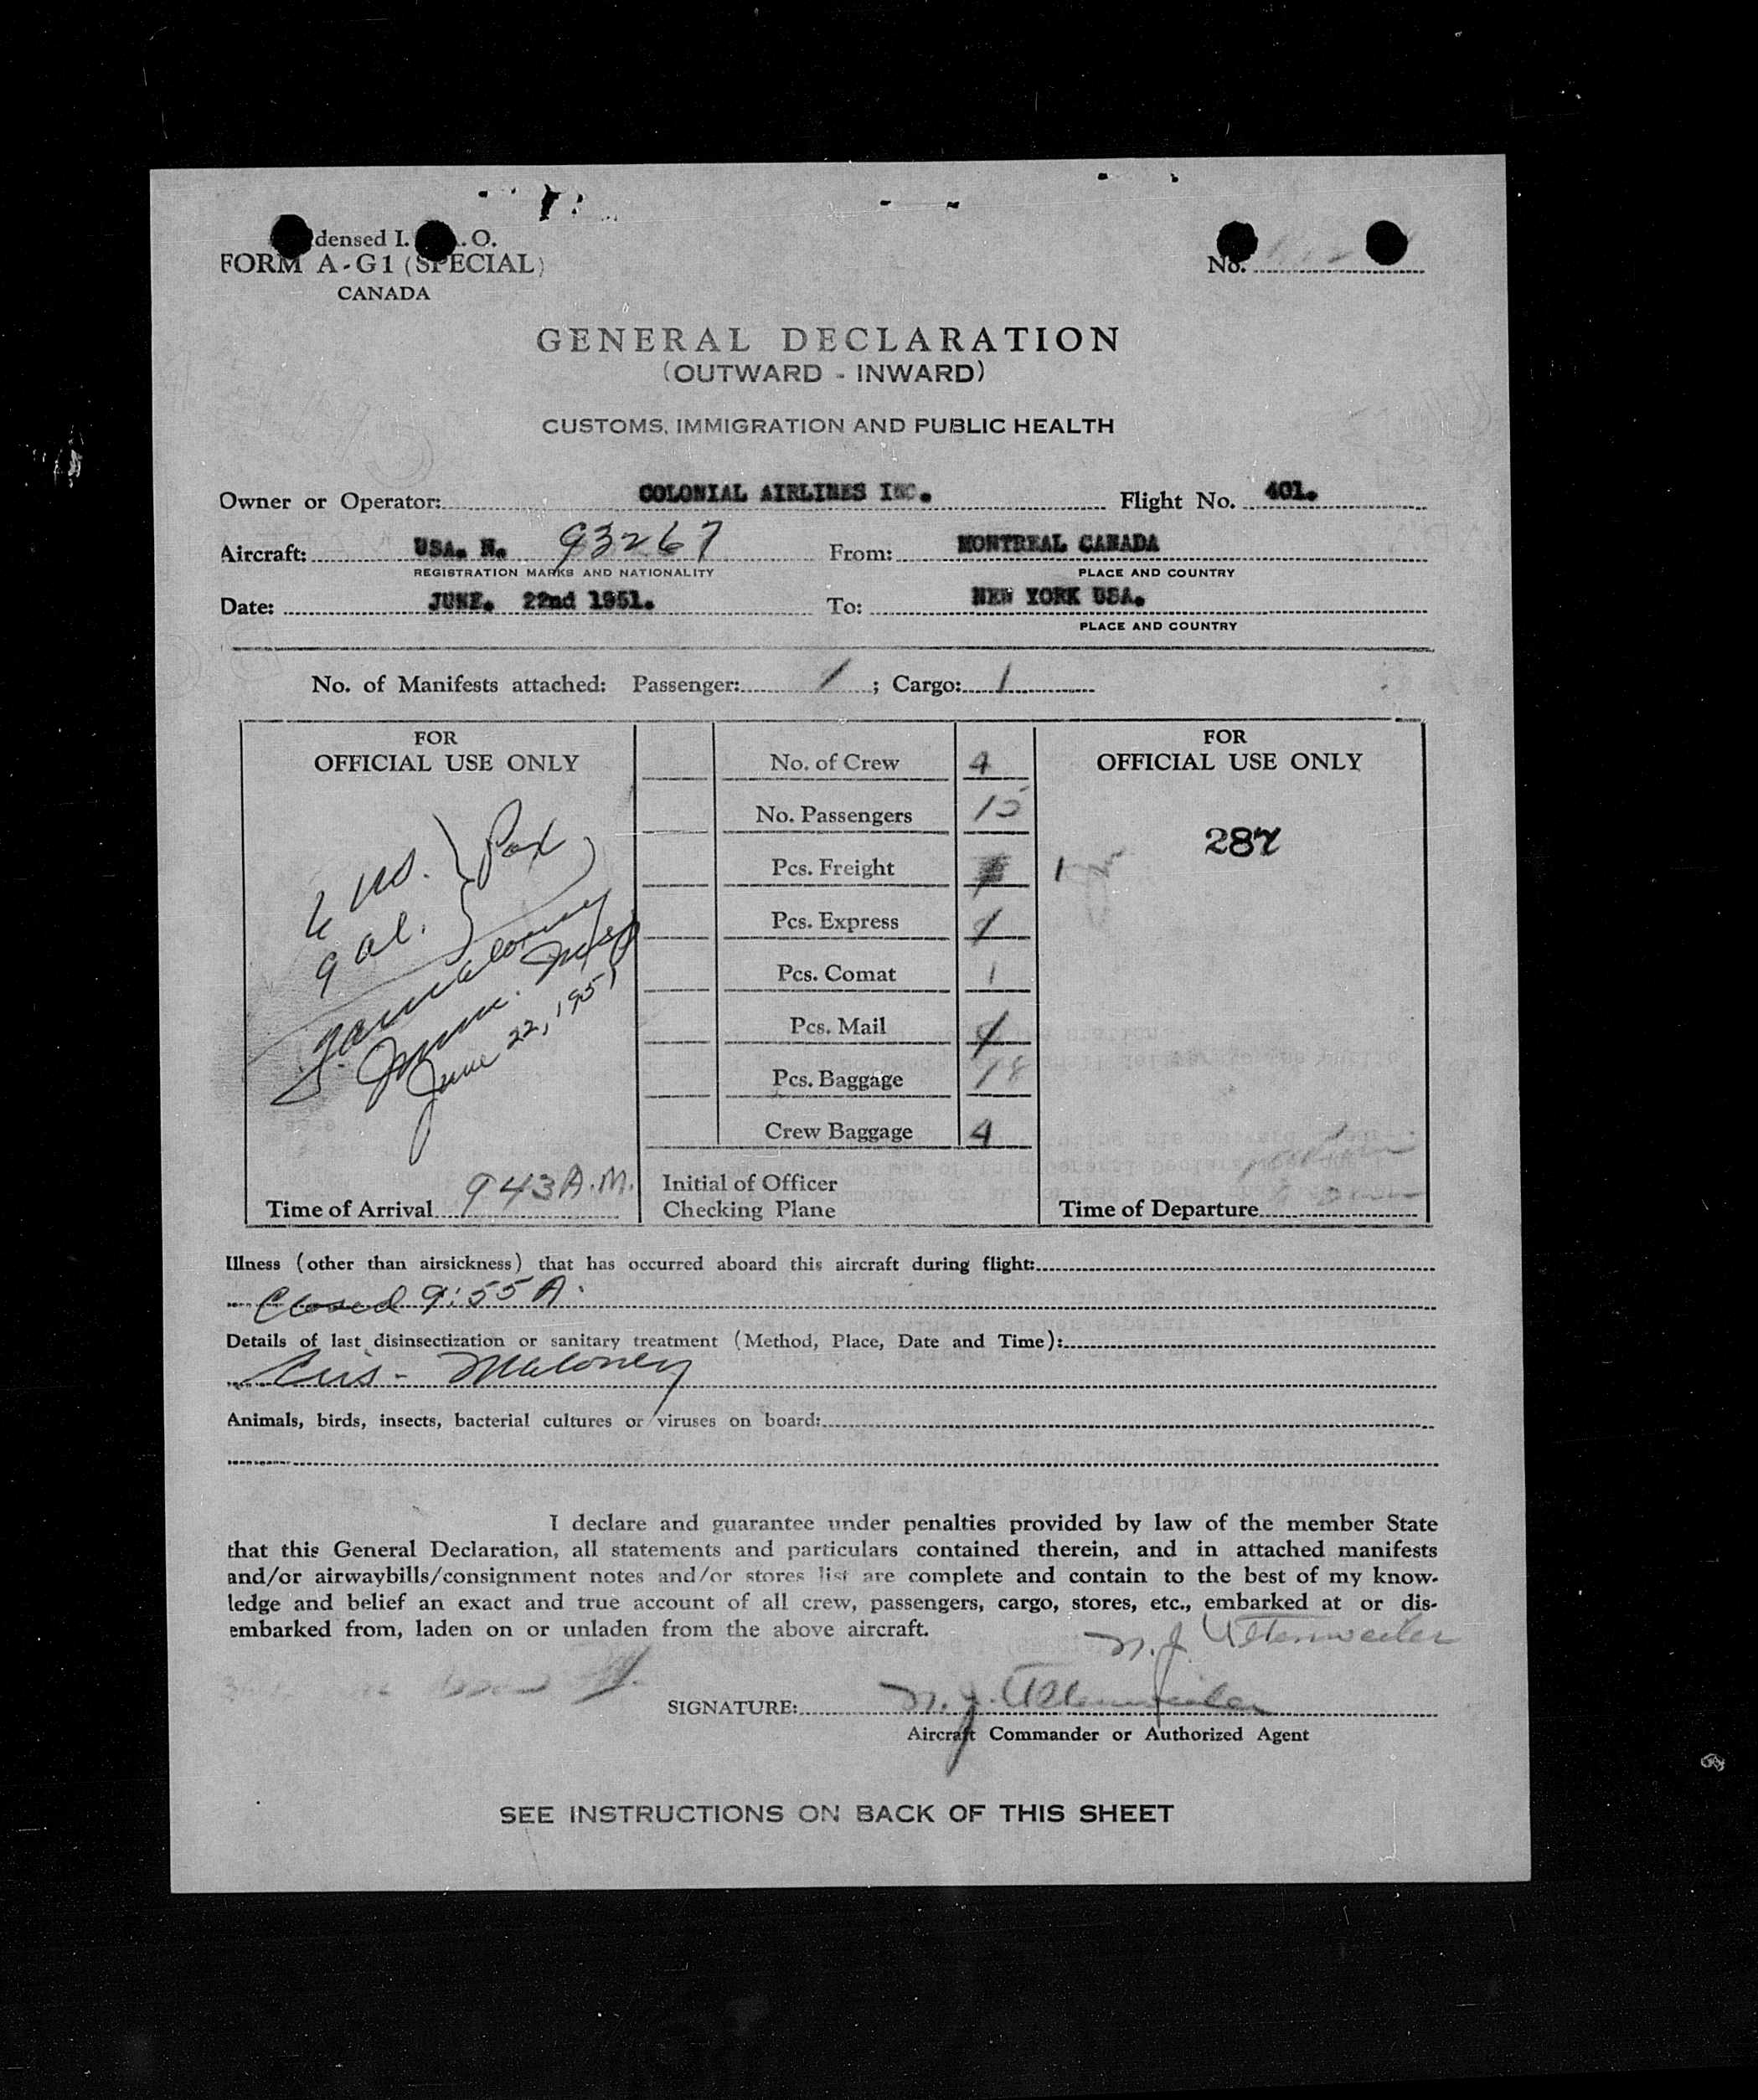 densed I. . O.
FORM A-G1 (SPECIAL)
CANADA
No.
GENERAL DECLARATION
(OUTWARD - INWARD)
CUSTOMS, IMMIGRATION AND PUBLIC HEALTH
Owner or Operator: COLONIAL AIRLINES INC. Flight No. 401.
Aircraft: USA. N. 93267 From: MONTREAL CANADA
REGISTRATION MARKS AND NATIONALITY PLACE AND COUNTRY
Date: JUNE. 22nd 1951. To: NEW YORK USA.
PLACE AND COUNTRY
No. of Manifests attached: Passenger: 1 ; Cargo: 1
FOR
OFFICIAL USE ONLY
6 us.
9 al.
Pax
June 22, 1951
Time of Arrival 943 A.M.
No. of Crew 4
No. Passengers 15
Pcs. Freight
Pcs. Express
Pcs. Comat 1
Pcs. Mail
Pcs. Baggage 18
Crew Baggage 4
Initial of Officer
Checking Plane
FOR
OFFICIAL USE ONLY
287
1
Time of Departure
Illness (other than airsickness) that has occurred aboard this aircraft during flight:
Closed 9:55 A.
Details of last disinsectization or sanitary treatment (Method, Place, Date and Time):
Cus - Maloney
Animals, birds, insects, bacterial cultures or viruses on board:
I declare and guarantee under penalties provided by law of the member State
that this General Declaration, all statements and particulars contained therein, and in attached manifests
and/or airwaybills/consignment notes and/or stores list are complete and contain to the best of my know-
ledge and belief an exact and true account of all crew, passengers, cargo, stores, etc., embarked at or dis-
embarked from, laden on or unladen from the above aircraft.
N. J. Uttenweiler
SIGNATURE: N. J. Uttenweiler
Aircraft Commander or Authorized Agent
SEE INSTRUCTIONS ON BACK OF THIS SHEET